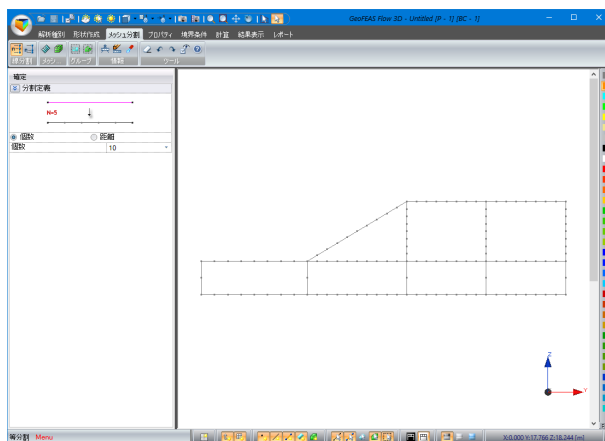 GeoFEAS Flow 3D - Untitled [P - 1] [BC - 1]
解析種別 形状作成 メッシュ分割 プロパティ 境界条件 計算 結果表示 レポート
線分割 メッシ... グループ 情報 ツール
確定
分割定義
N=5
個数 距離
個数 10
Z
Y
等分割 Menu
X:0.000 Y:17.766 Z:18.244 [m]